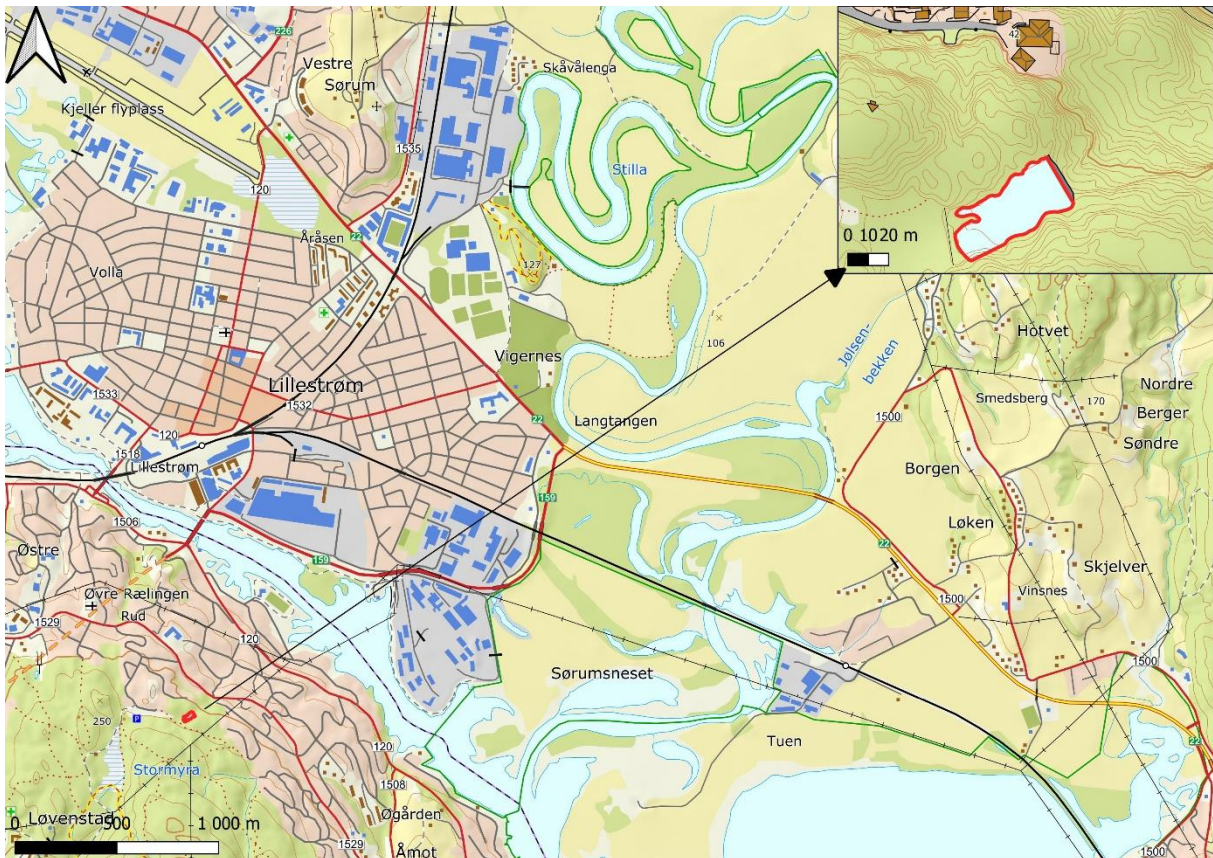 226
Vestre
Sørum
Skåvålenga
42
Kjeller flyplass
1535
Stilla
120
0 1020 m
Åråsen
22
127
Volla
106
Jølsen-
bekken
Hotvet
Vigernes
Nordre
Smedsberg
170
Berger
1533
Lillestrøm
1532
Langtangen
22
1500
Søndre
120
1518
Lillestrøm
Borgen
159
1506
Løken
Østre
159
22
Skjelver
Øvre Rælingen
Rud
Vinsnes
1529
120
1500
Sørumsneset
1500
250
P
Tuen
22
120
Stormyra
1508
Løvenstad
Øgården
0 500 1 000 m
1529
Åmot
1500